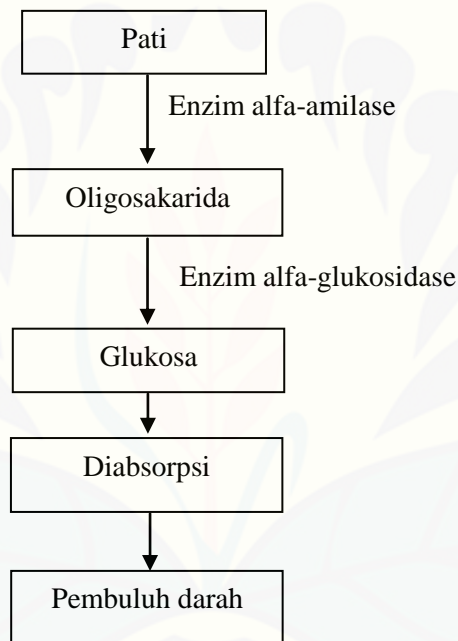 Pati
Enzim alfa-amilase
Oligosakarida
Enzim alfa-glukosidase
Glukosa
Diabsorpsi
Pembuluh darah